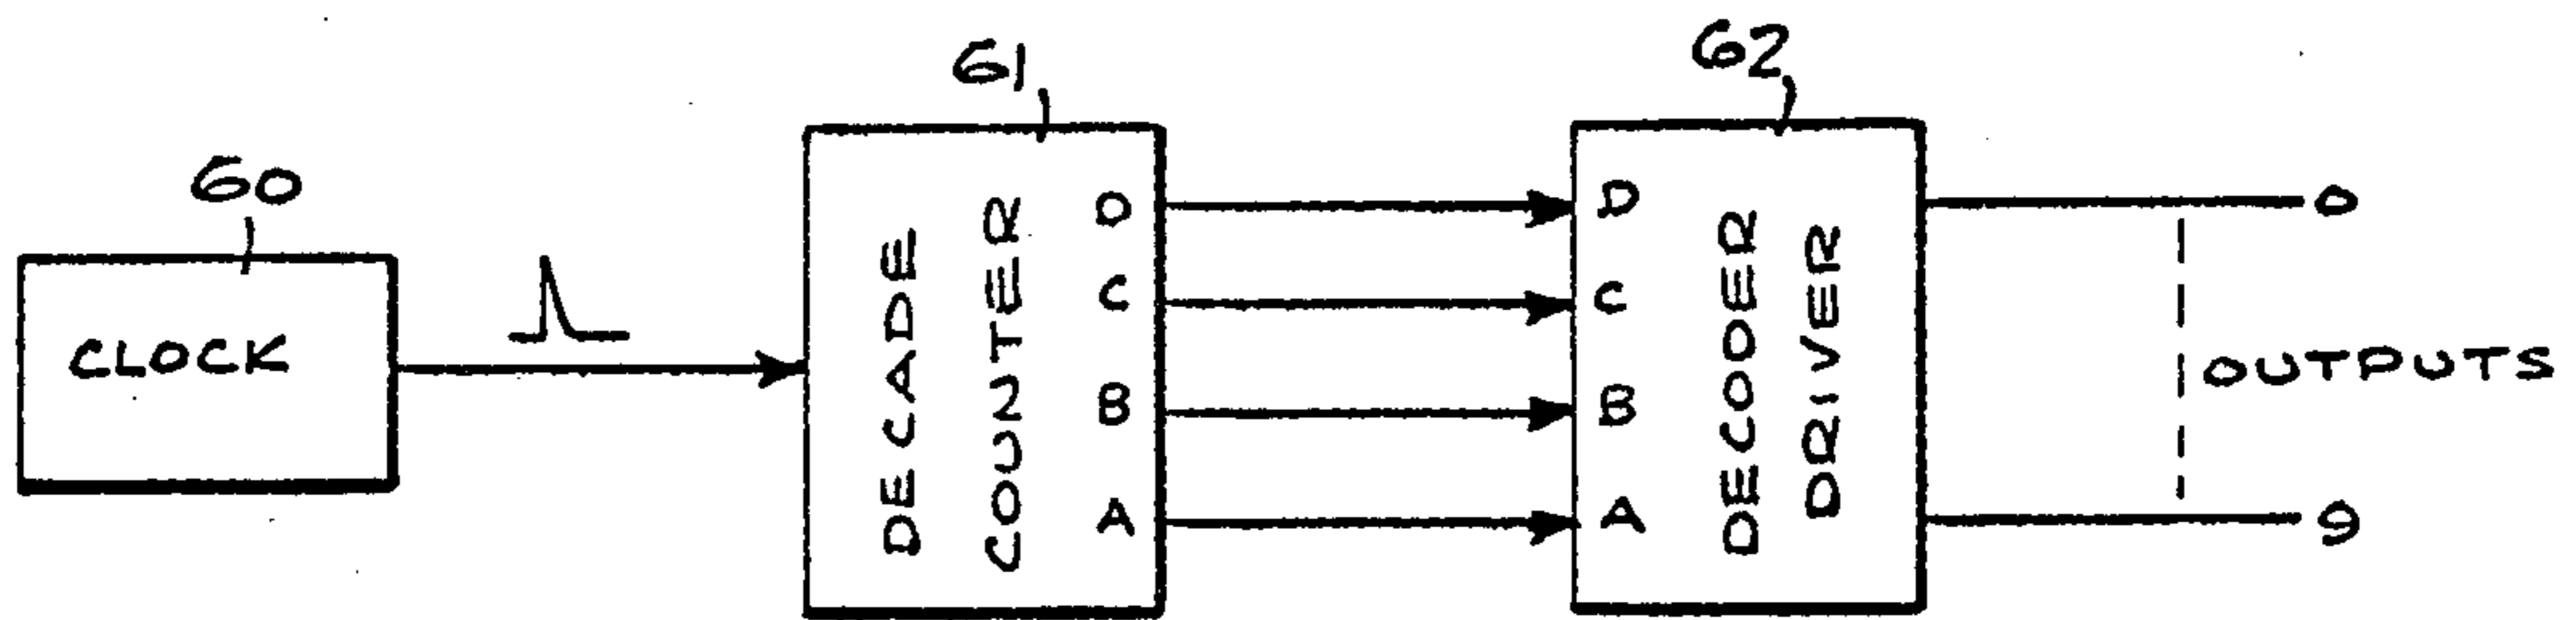 60
CLOCK
61
DECADE
COUNTER
D
C
B
A
62
D
C
B
A
DECODER
DRIVER
0
OUTPUTS
9